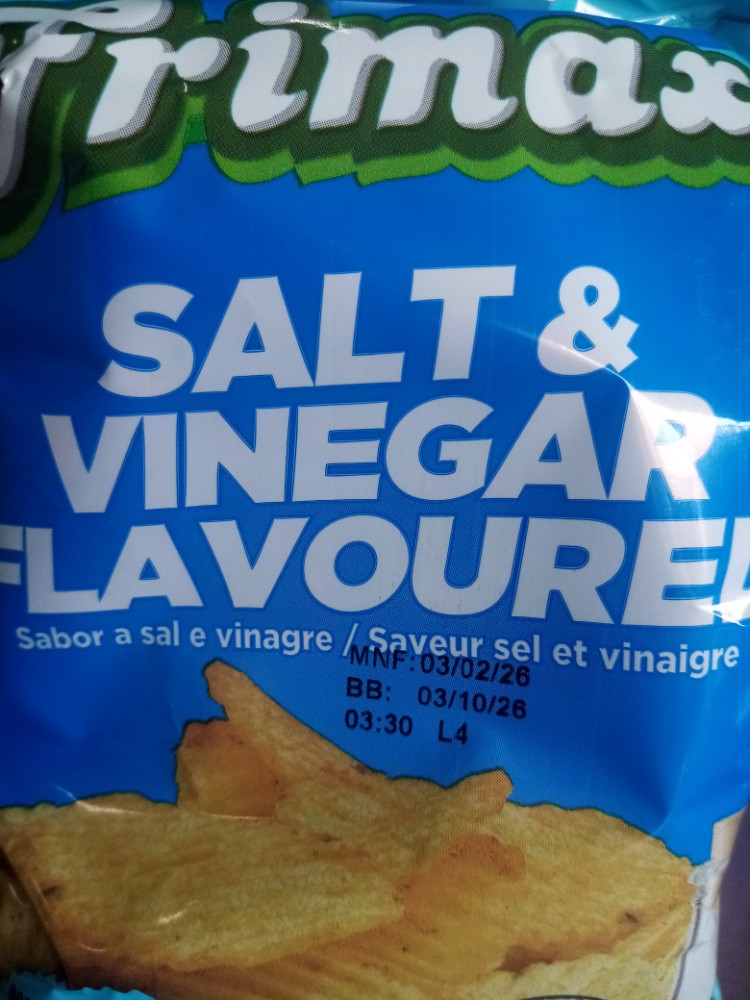 Frimax
SALT &
VINEGAR
FLAVOURED
Sabor a sal e vinagre / Saveur sel et vinaigre
MNF: 03/02/26
BB: 03/10/26
03:30 L4